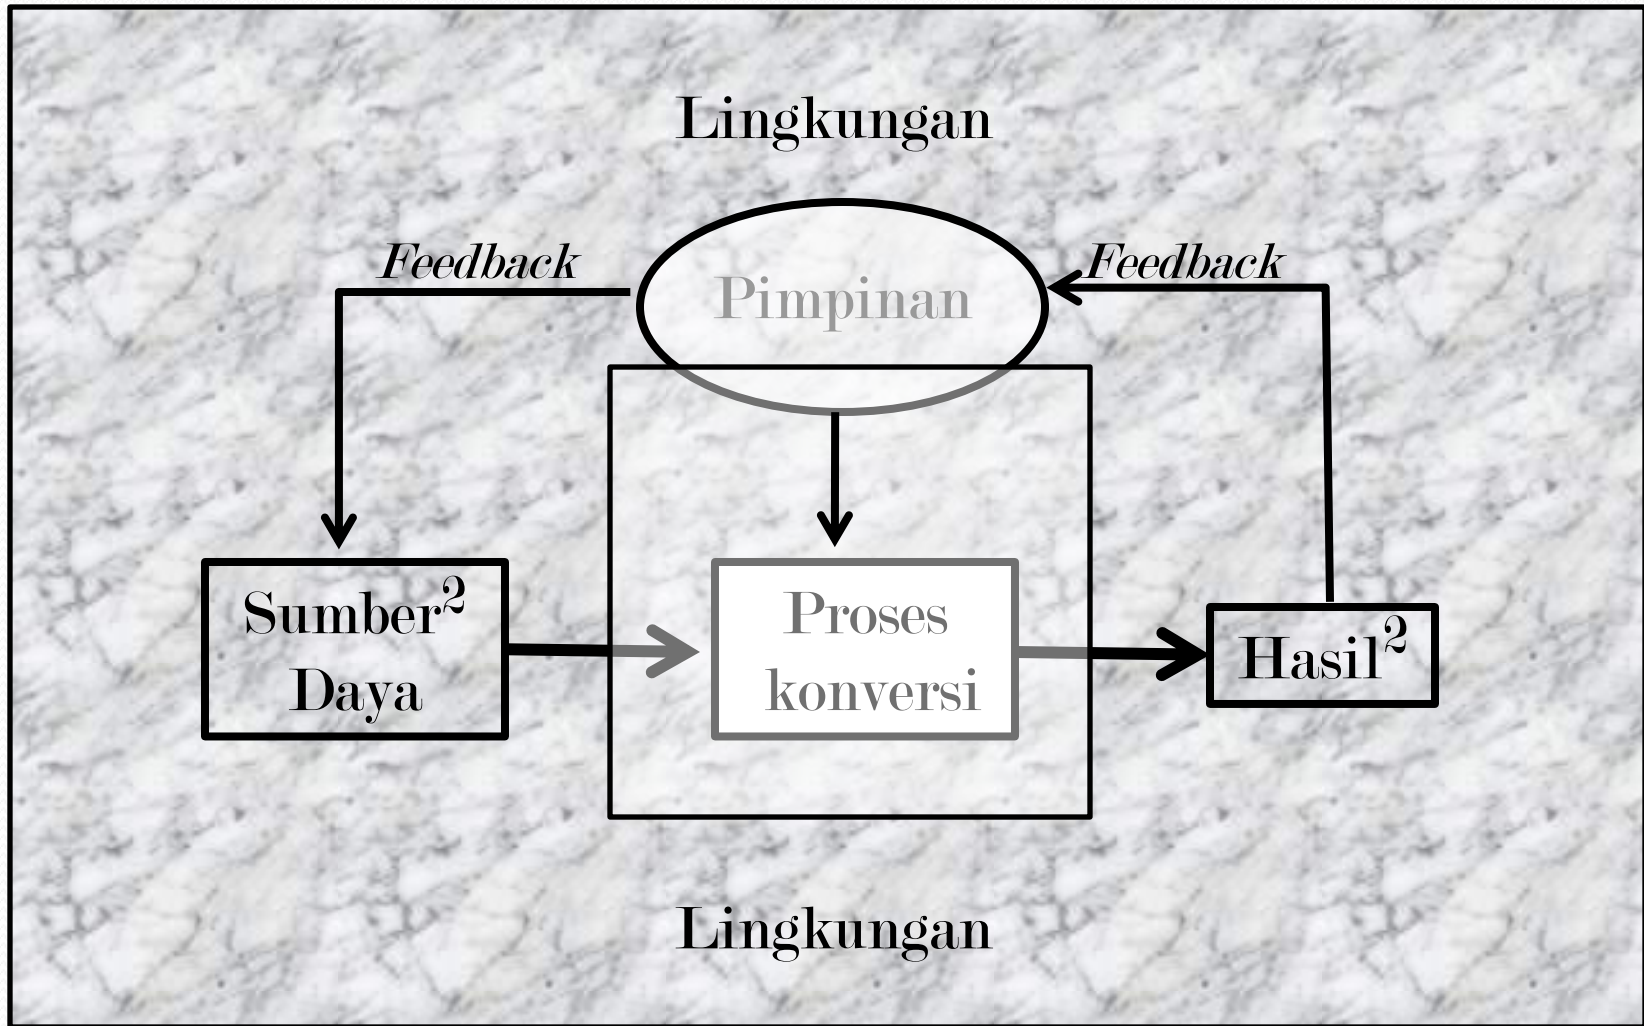 Lingkungan
Feedback
Feedback
Pimpinan
Sumber²
Daya
Proses
konversi
Hasil²
Lingkungan